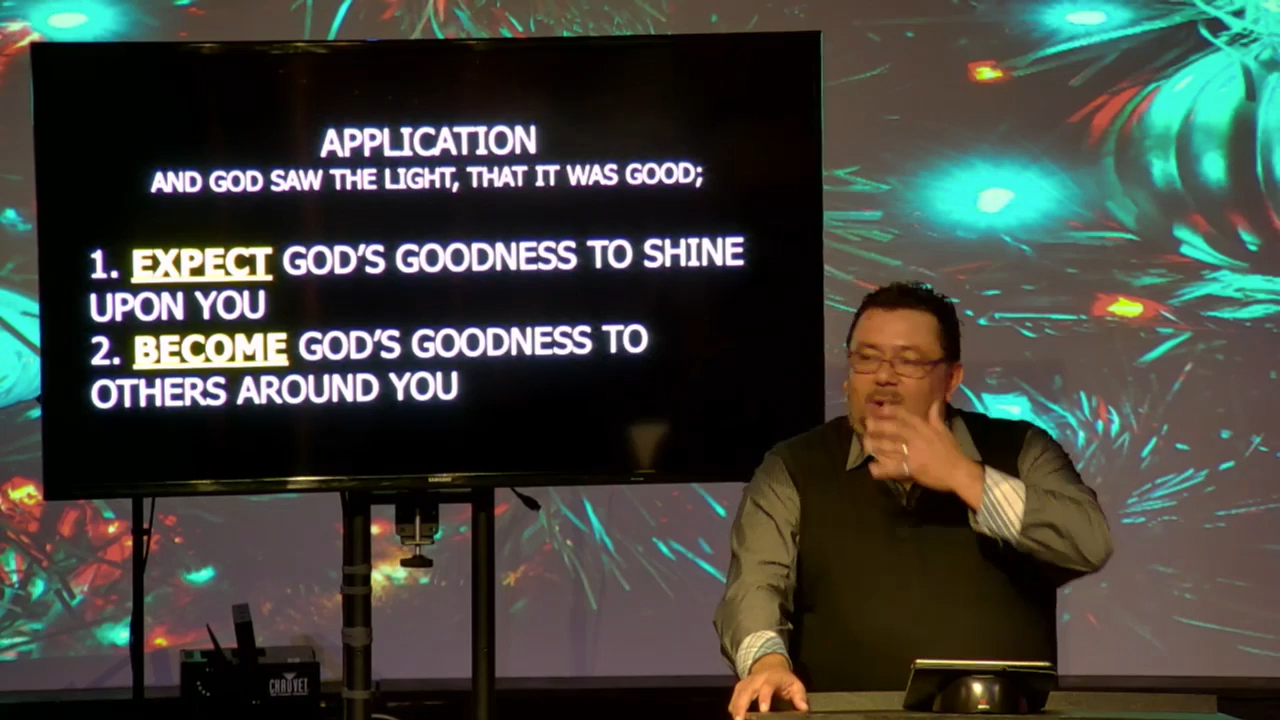 APPLICATION
AND GOD SAW THE LIGHT, THAT IT WAS GOOD;
1. EXPECT GOD'S GOODNESS TO SHINE
UPON YOU
2. BECOME GOD'S GOODNESS TO
OTHERS AROUND YOU
SAMSUNG
CHAUVET